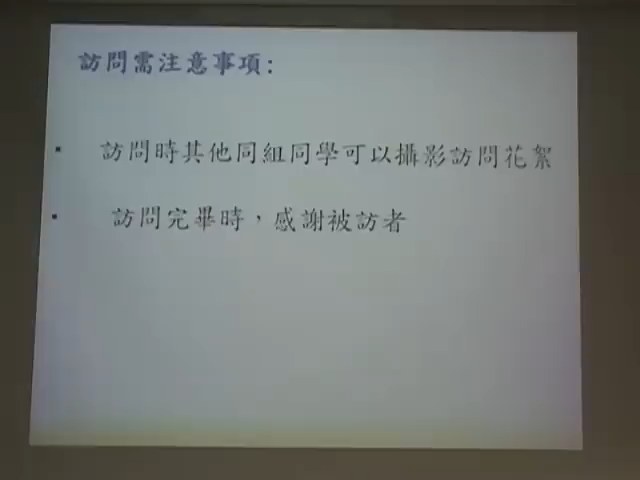 訪問需注意事項:
▪ 訪問時其他同組同學可以攝影訪問花絮
▪ 訪問完畢時，感謝被訪者